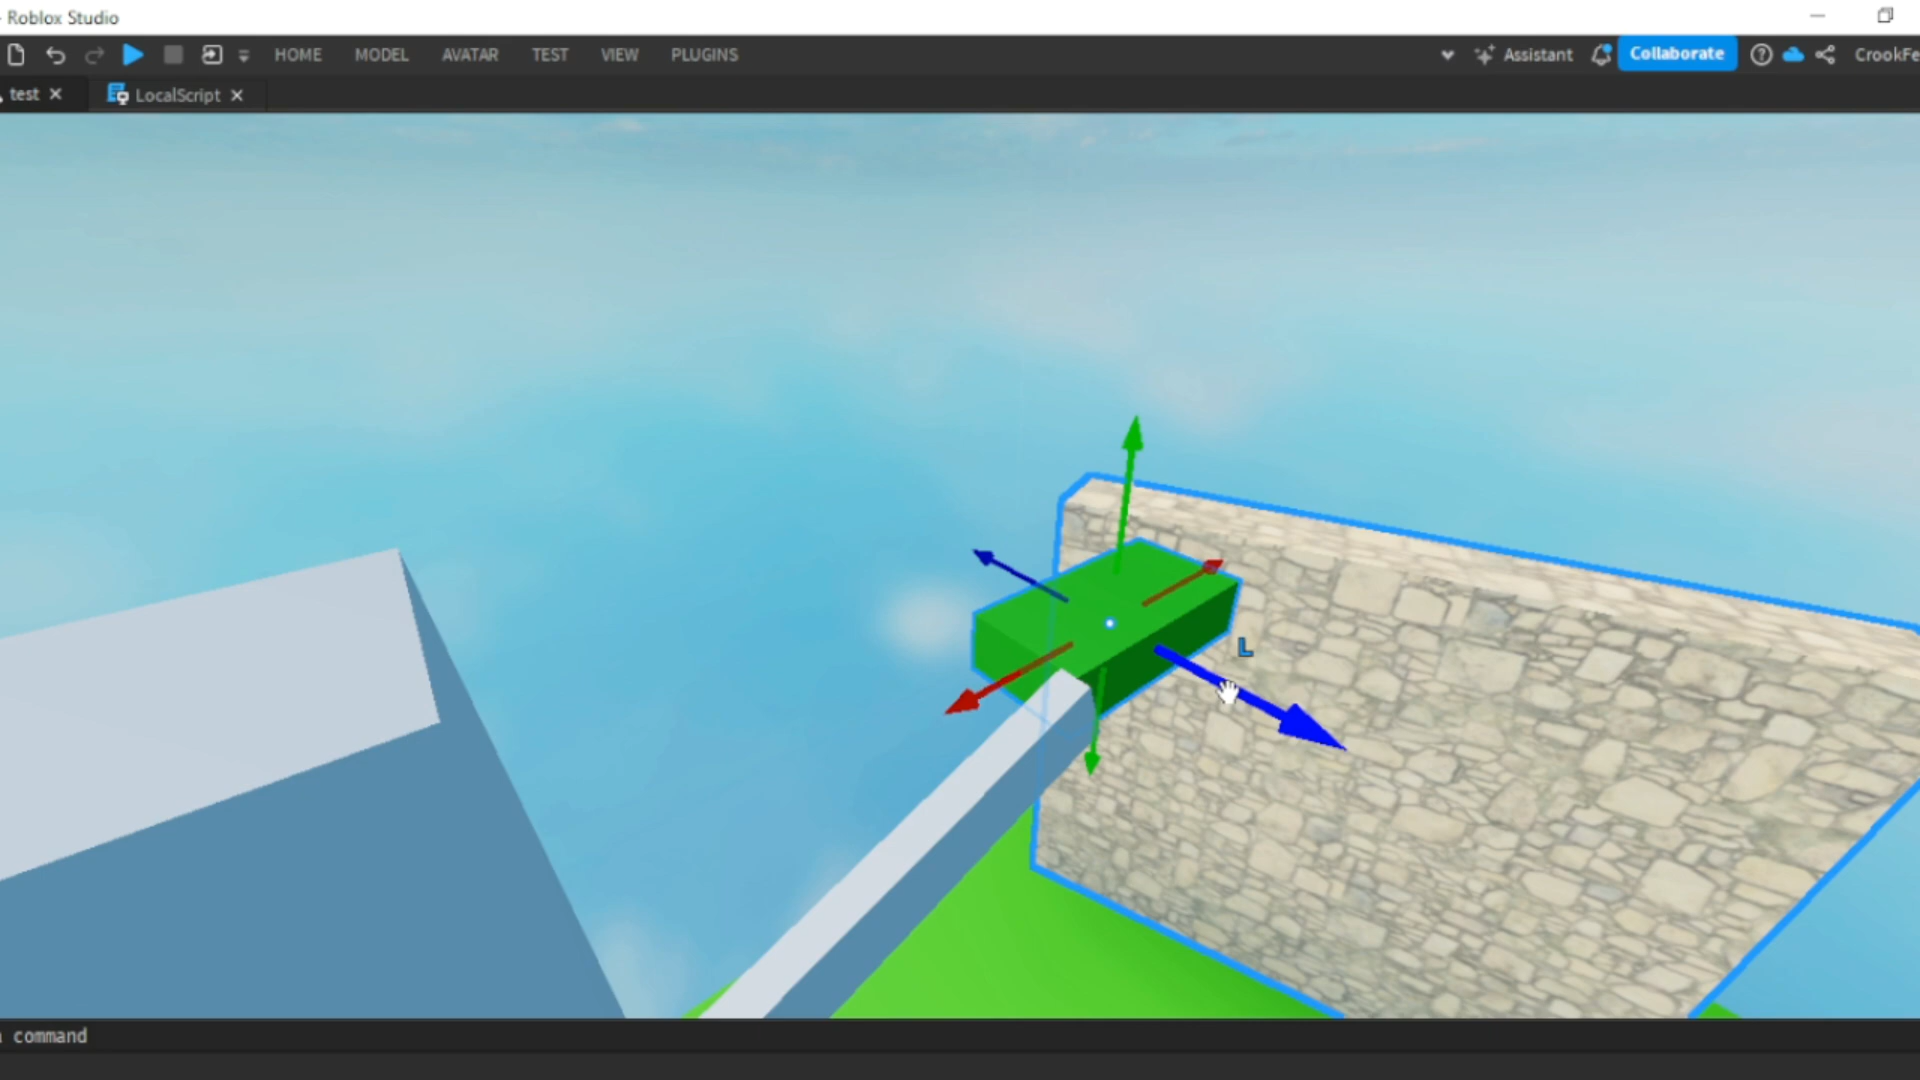 - Roblox Studio
HOME MODEL AVATAR TEST VIEW PLUGINS Assistant Collaborate CrookFe
test LocalScript
L
command